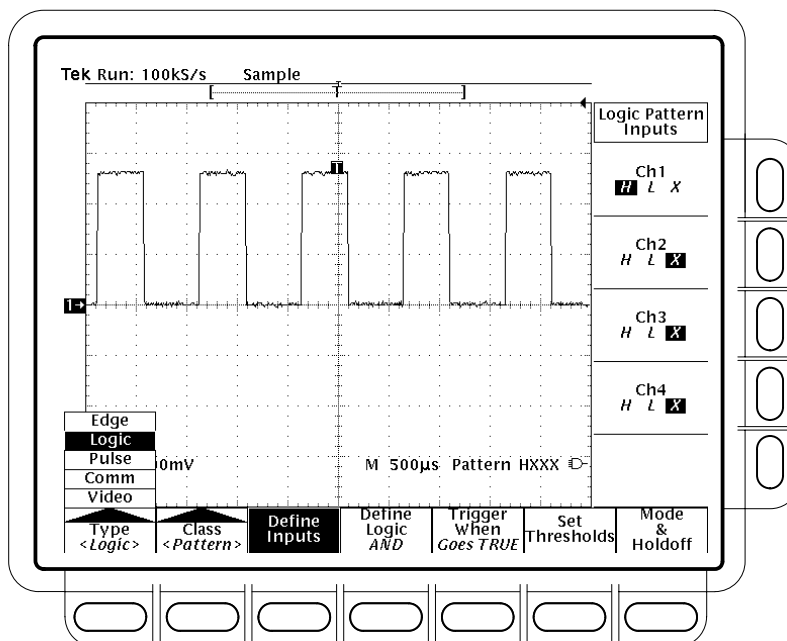 Tek Run: 100kS/s Sample
[ T ]
Logic Pattern
Inputs
Ch1
H L X
Ch2
H L X
Ch3
H L X
Ch4
H L X
T
1→
Edge
Logic
Pulse
Comm
Video
M 500µs Pattern HXXX
Type
<Logic>
Class
<Pattern>
Define
Inputs
Define
Logic
AND
Trigger
When
Goes TRUE
Set
Thresholds
Mode
&
Holdoff